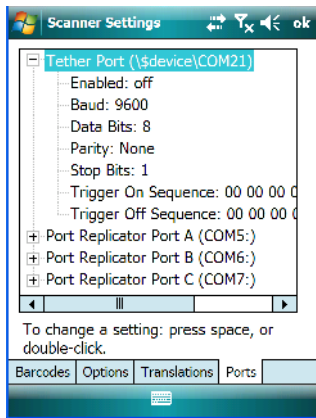 Scanner Settings ok
Tether Port (\$device\COM21)
Enabled: off
Baud: 9600
Data Bits: 8
Parity: None
Stop Bits: 1
Trigger On Sequence: 00 00 00 0
Trigger Off Sequence: 00 00 00 0
Port Replicator Port A (COM5:)
Port Replicator Port B (COM6:)
Port Replicator Port C (COM7:)
To change a setting: press space, or
double-click.
Barcodes Options Translations Ports